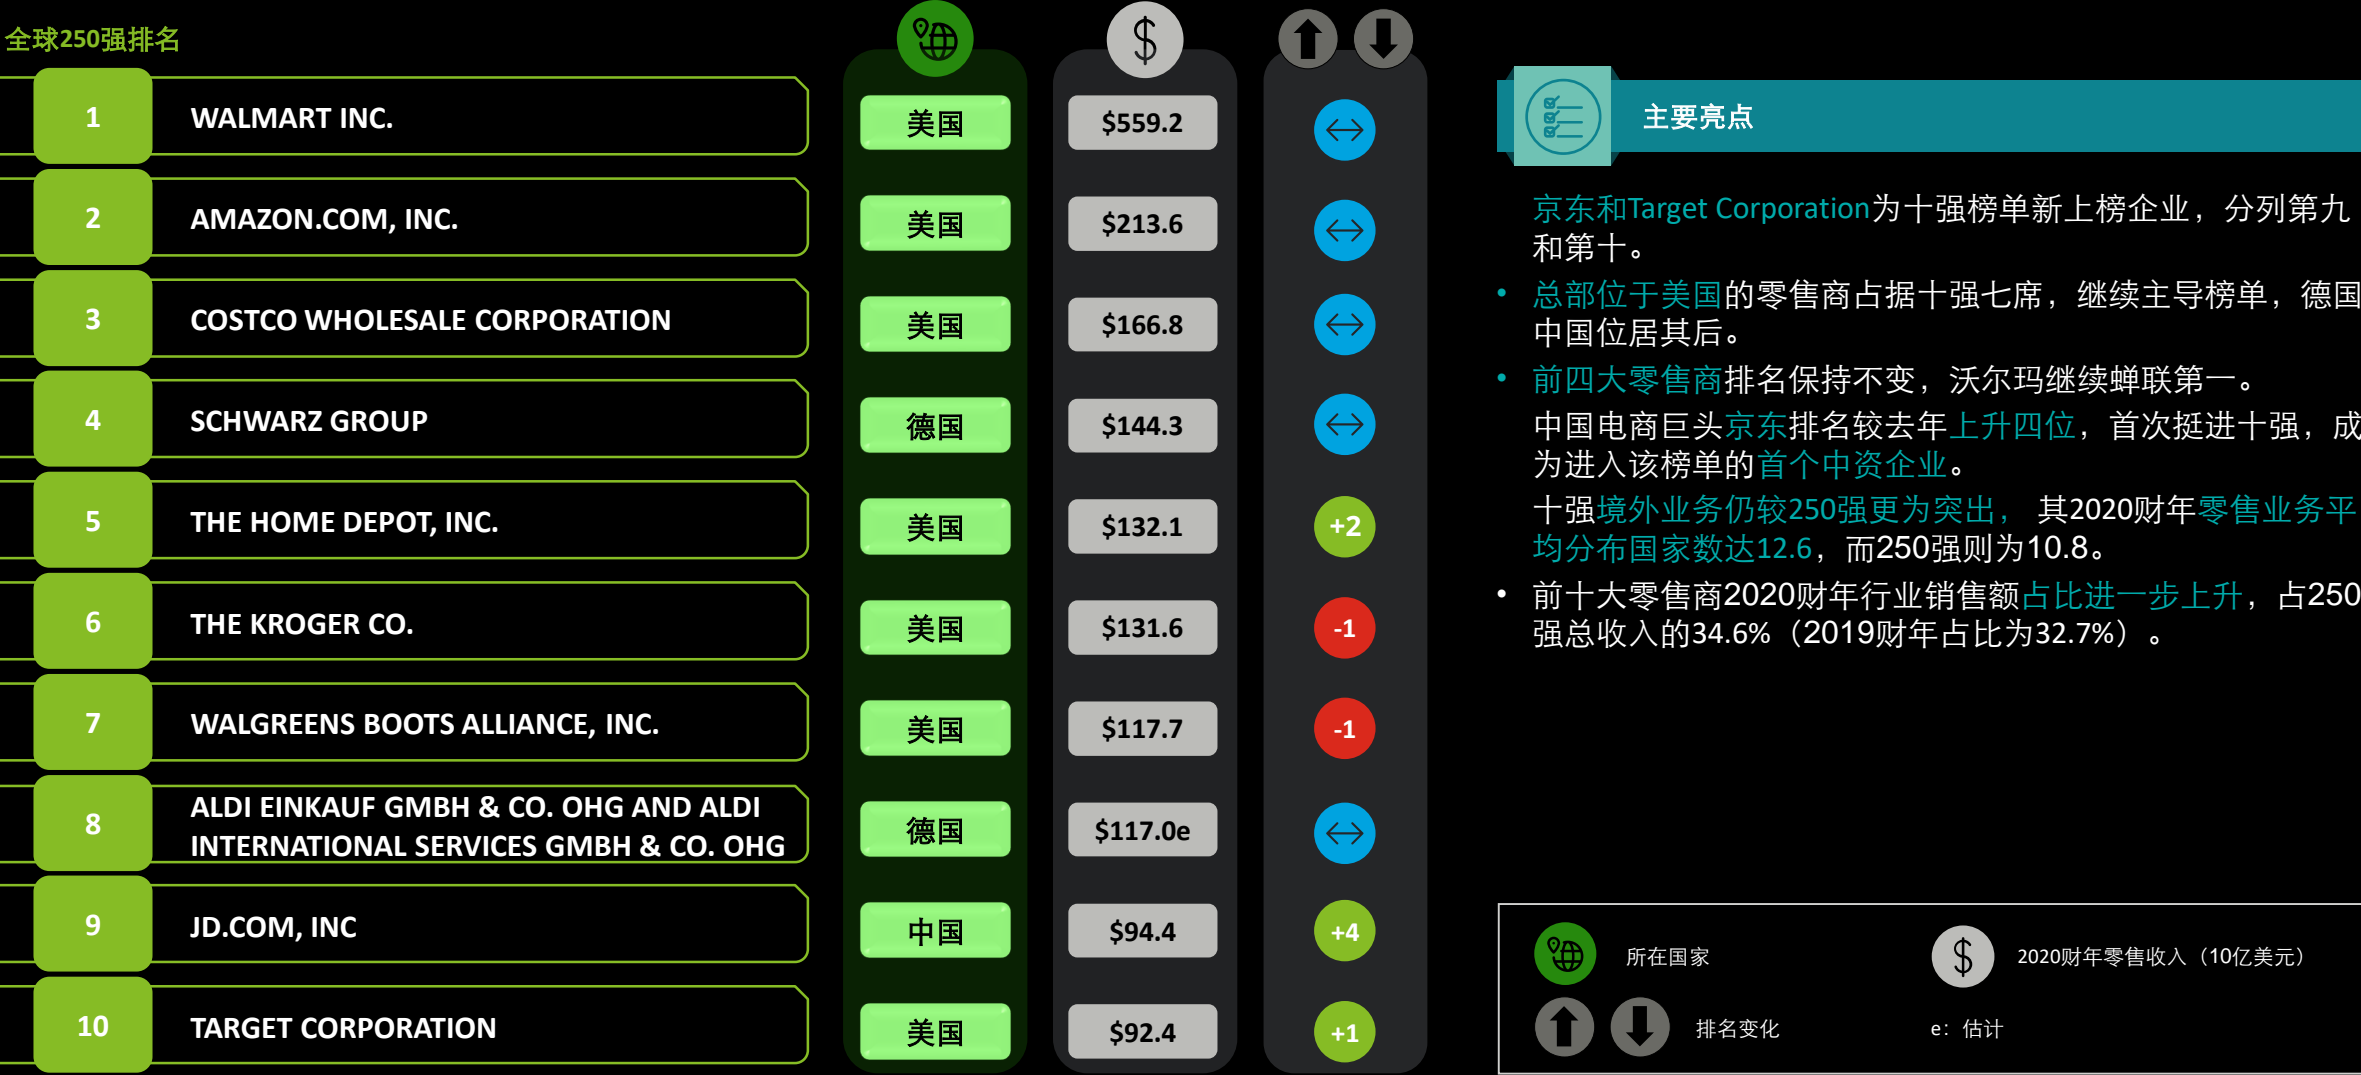 全球250强排名
1 WALMART INC. 美国 $559.2
2 AMAZON.COM, INC. 美国 $213.6
3 COSTCO WHOLESALE CORPORATION 美国 $166.8
4 SCHWARZ GROUP 德国 $144.3
5 THE HOME DEPOT, INC. 美国 $132.1 +2
6 THE KROGER CO. 美国 $131.6 -1
7 WALGREENS BOOTS ALLIANCE, INC. 美国 $117.7 -1
8 ALDI EINKAUF GMBH & CO. OHG AND ALDI
INTERNATIONAL SERVICES GMBH & CO. OHG 德国 $117.0e
9 JD.COM, INC 中国 $94.4 +4
10 TARGET CORPORATION 美国 $92.4 +1
主要亮点
京东和Target Corporation为十强榜单新上榜企业，分列第九
和第十。
• 总部位于美国的零售商占据十强七席，继续主导榜单，德国
中国位居其后。
• 前四大零售商排名保持不变，沃尔玛继续蝉联第一。
中国电商巨头京东排名较去年上升四位，首次挺进十强，成
为进入该榜单的首个中资企业。
十强境外业务仍较250强更为突出， 其2020财年零售业务平
均分布国家数达12.6，而250强则为10.8。
• 前十大零售商2020财年行业销售额占比进一步上升，占250
强总收入的34.6%（2019财年占比为32.7%）。
$
所在国家
$ 2020财年零售收入（10亿美元）
排名变化
e：估计